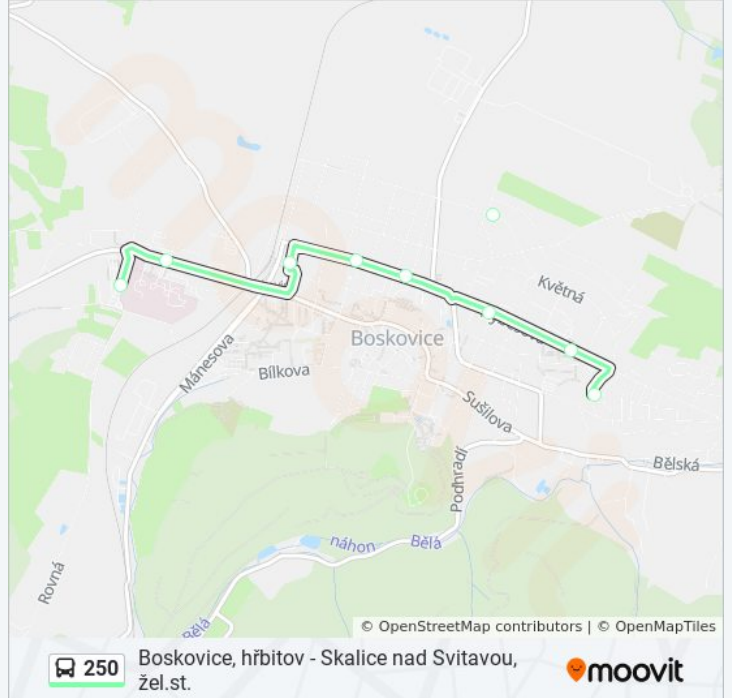 Květná
Boskovice
Mánesova
Bílkova
Sušilova
Bělská
Podhradí
náhon
Bělá
Rovná
Bělá
© OpenStreetMap contributors | © OpenMapTiles
250
Boskovice, hřbitov - Skalice nad Svitavou,
žel.st.
moovit